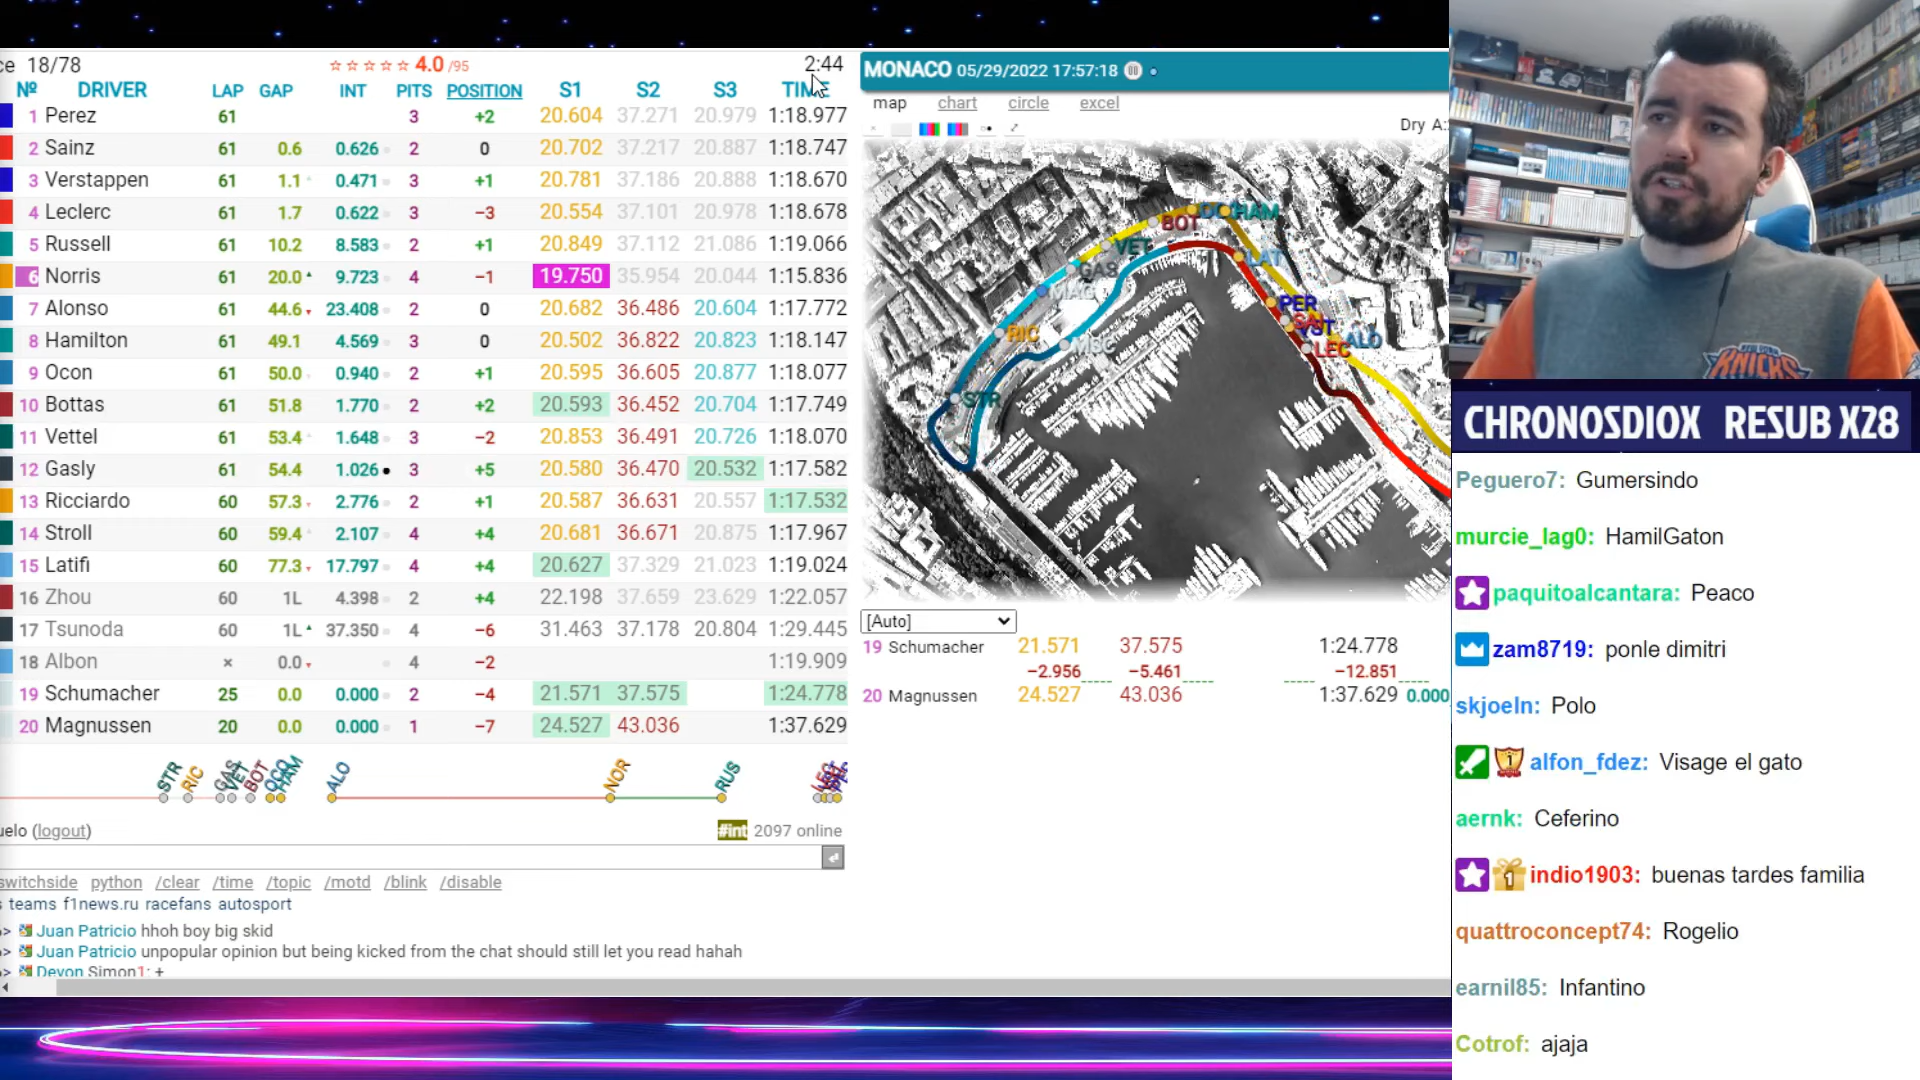 ce 18/78 ☆☆☆☆☆ 4.0 /95 2:44
Nº DRIVER LAP GAP INT PITS POSITION S1 S2 S3 TIME
1 Perez 61 3 +2 20.604 37.271 20.979 1:18.977
2 Sainz 61 0.6 0.626 2 0 20.702 37.217 20.887 1:18.747
3 Verstappen 61 1.1 0.471 3 +1 20.781 37.186 20.888 1:18.670
4 Leclerc 61 1.7 0.622 3 −3 20.554 37.101 20.978 1:18.678
5 Russell 61 10.2 8.583 2 +1 20.849 37.112 21.086 1:19.066
6 Norris 61 20.0 9.723 4 −1 19.750 35.954 20.044 1:15.836
7 Alonso 61 44.6 23.408 2 0 20.682 36.486 20.604 1:17.772
8 Hamilton 61 49.1 4.569 3 0 20.502 36.822 20.823 1:18.147
9 Ocon 61 50.0 0.940 2 +1 20.595 36.605 20.877 1:18.077
10 Bottas 61 51.8 1.770 2 +2 20.593 36.452 20.704 1:17.749
11 Vettel 61 53.4 1.648 3 −2 20.853 36.491 20.726 1:18.070
12 Gasly 61 54.4 1.026 3 +5 20.580 36.470 20.532 1:17.582
13 Ricciardo 60 57.3 2.776 2 +1 20.587 36.631 20.557 1:17.532
14 Stroll 60 59.4 2.107 4 +4 20.681 36.671 20.875 1:17.967
15 Latifi 60 77.3 17.797 4 +4 20.627 37.329 21.023 1:19.024
16 Zhou 60 1L 4.398 2 +4 22.198 37.659 23.629 1:22.057
17 Tsunoda 60 1L 37.350 4 −6 31.463 37.178 20.804 1:29.445
18 Albon × 0.0 4 −2 1:19.909
19 Schumacher 25 0.0 0.000 2 −4 21.571 37.575 1:24.778
20 Magnussen 20 0.0 0.000 1 −7 24.527 43.036 1:37.629
STR RIC GAS VET BOT OCO HAM ALO NOR RUS
uelo (logout) #int 2097 online
switchside python /clear /time /topic /motd /blink /disable
s teams f1news.ru racefans autosport
> Juan Patricio hhoh boy big skid
> Juan Patricio unpopular opinion but being kicked from the chat should still let you read hahah
> Devon Simon1: +
MONACO 05/29/2022 17:57:18
map chart circle excel
Dry A:
BOT HAM
VET
LAT
GAS
MAG
PER
RIC SAI
VST
MSC ALO
LEC
STR
[Auto]
19 Schumacher 21.571 37.575 1:24.778
−2.956 −5.461 −12.851
20 Magnussen 24.527 43.036 1:37.629 0.000
KNICKS
CHRONOSDIOX RESUB X28
Peguero7: Gumersindo
murcie_lag0: HamilGaton
paquitoalcantara: Peaco
zam8719: ponle dimitri
skjoeln: Polo
alfon_fdez: Visage el gato
aernk: Ceferino
indio1903: buenas tardes familia
quattroconcept74: Rogelio
earnil85: Infantino
Cotrof: ajaja